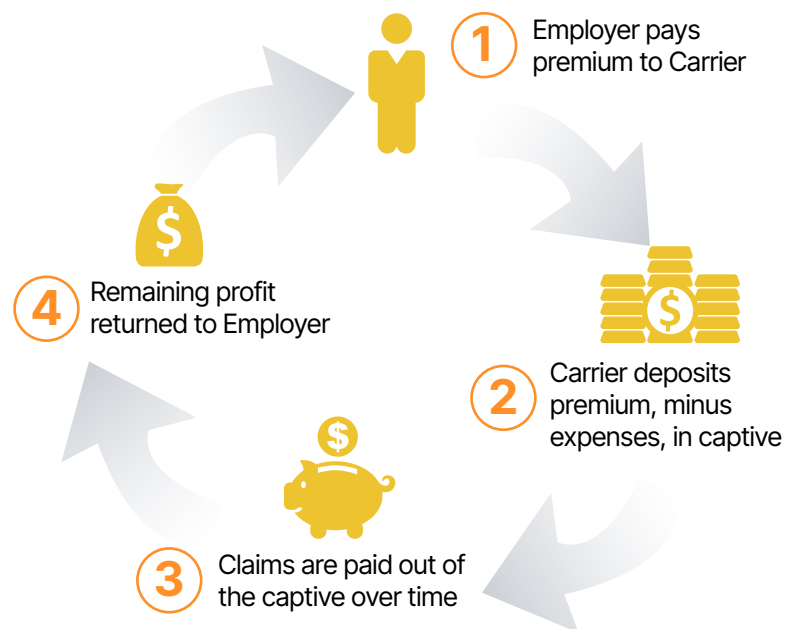 1
Employer pays
premium to Carrier
$
2
Carrier deposits
premium, minus
expenses, in captive
$
3
Claims are paid out of
the captive over time
$
4
Remaining profit
returned to Employer